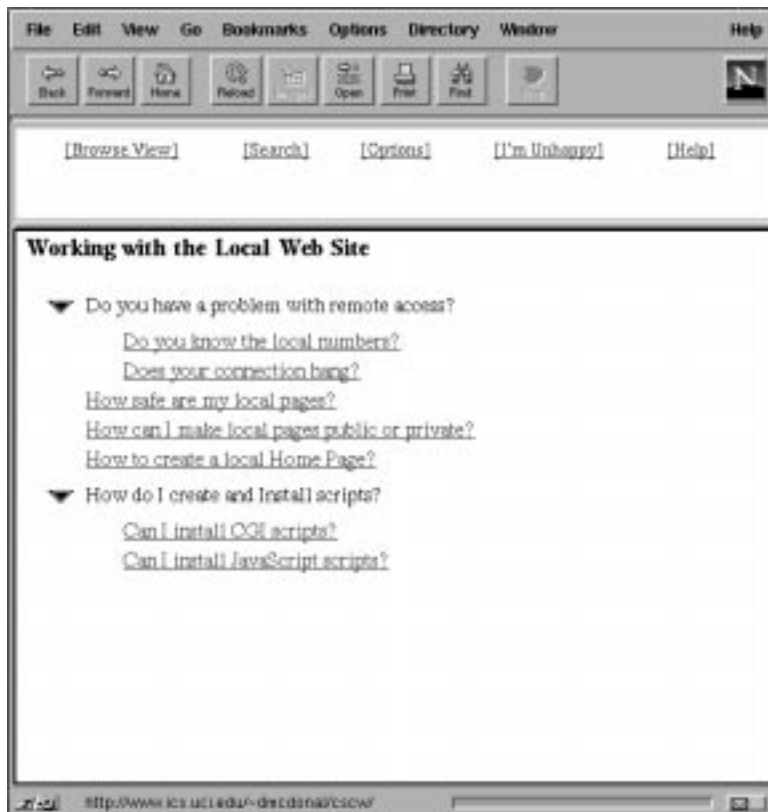 File Edit View Go Bookmarks Options Directory Window Help
Back Forward Home Reload Open Print Find
N
[Browse View] [Search] [Options] [I'm Unhappy] [Help]
Working with the Local Web Site
Do you have a problem with remote access?
Do you know the local numbers?
Does your connection hang?
How safe are my local pages?
How can I make local pages public or private?
How to create a local Home Page?
How do I create and Install scripts?
Can I install CGI scripts?
Can I install JavaScript scripts?
http://www.ics.uci.edu/~dmcdonal/cscw/